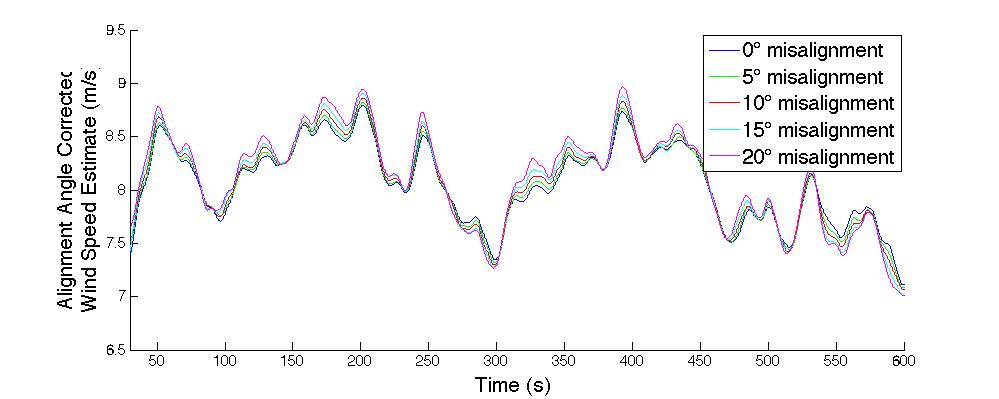 Alignment Angle Corrected
Wind Speed Estimate (m/s)
9.5
9
8.5
8
7.5
7
6.5
0° misalignment
5° misalignment
10° misalignment
15° misalignment
20° misalignment
50 100 150 200 250 300 350 400 450 500 550 600
Time (s)